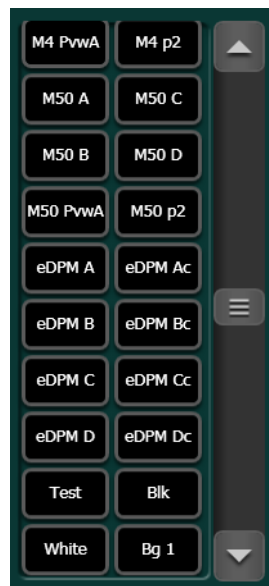 M4 PvwA M4 p2
M50 A M50 C
M50 B M50 D
M50 PvwA M50 p2
eDPM A eDPM Ac
eDPM B eDPM Bc
eDPM C eDPM Cc
eDPM D eDPM Dc
Test Blk
White Bg 1